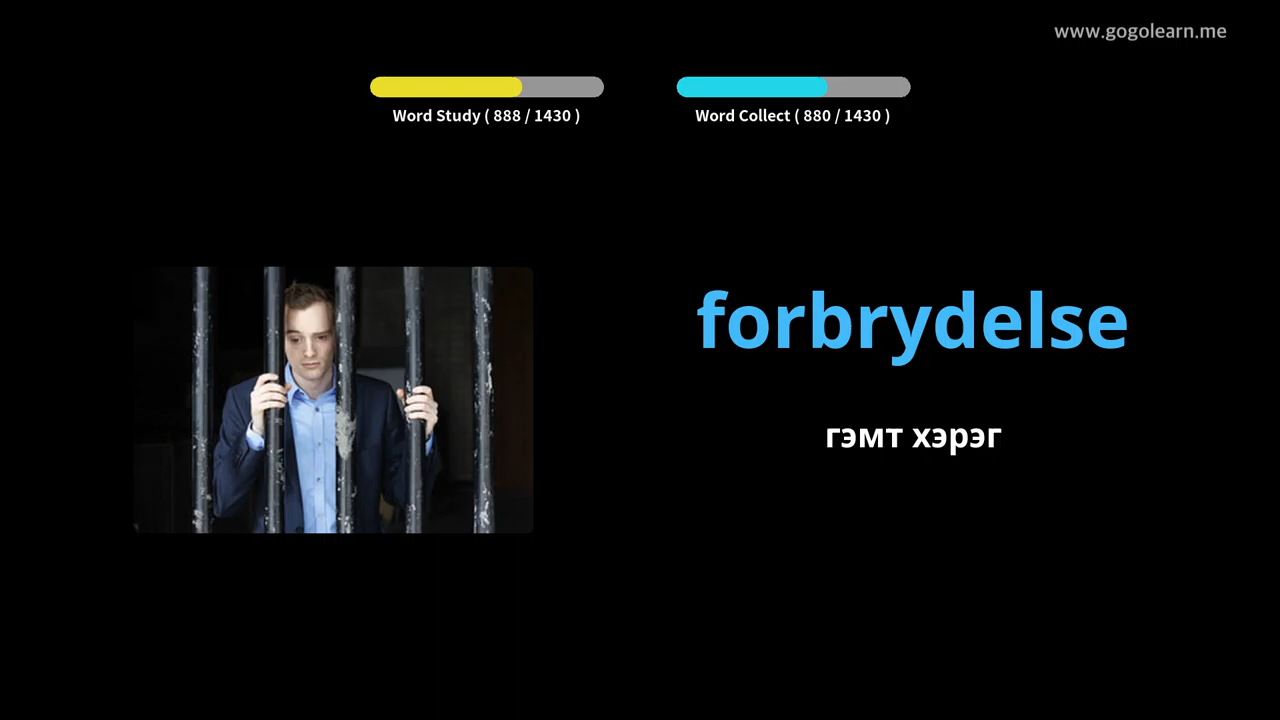 www.gogolearn.me
Word Study ( 888 / 1430 )
Word Collect ( 880 / 1430 )
forbrydelse
гэмт хэрэг